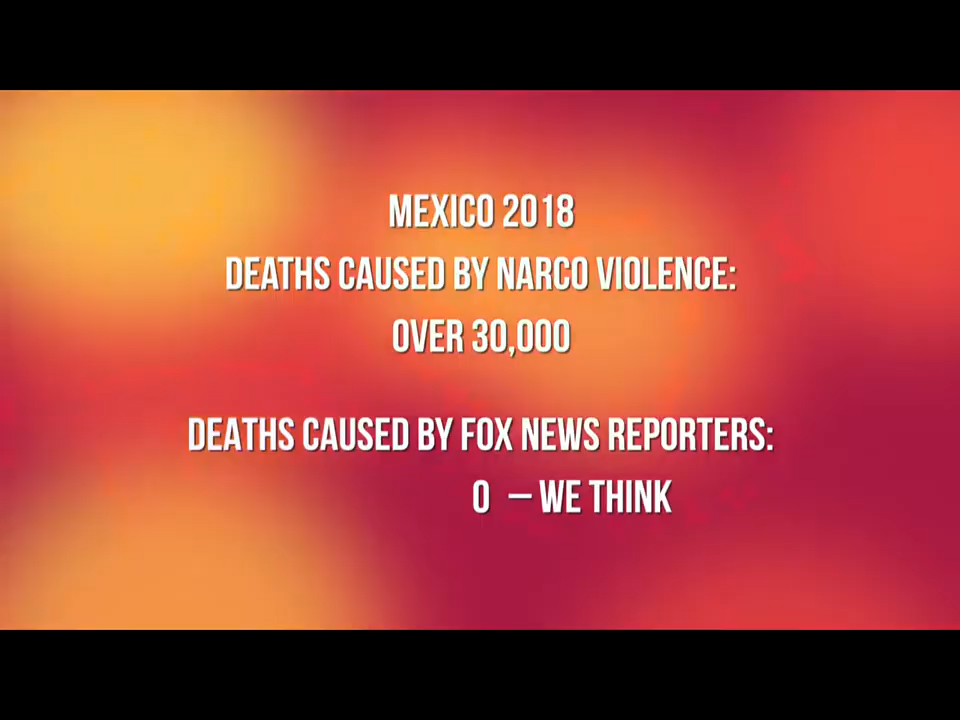 MEXICO 2018
DEATHS CAUSED BY NARCO VIOLENCE:
OVER 30,000
DEATHS CAUSED BY FOX NEWS REPORTERS:
0 – WE THINK